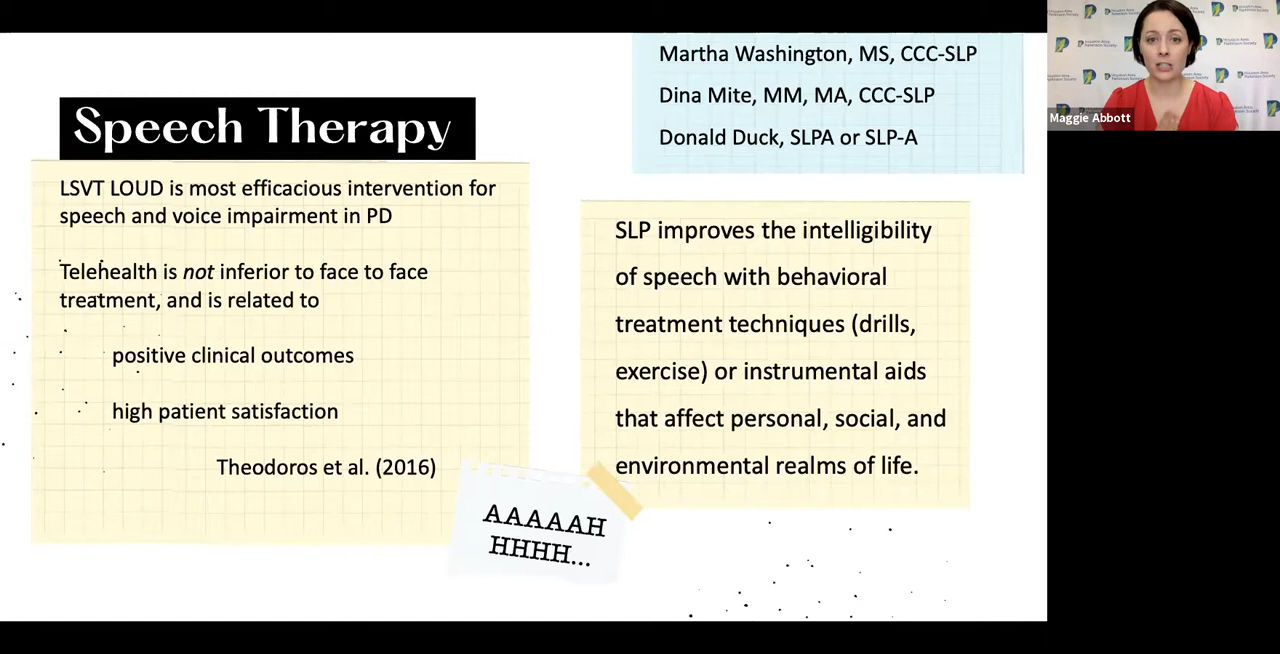 Martha Washington, MS, CCC-SLP
Dina Mite, MM, MA, CCC-SLP
Donald Duck, SLPA or SLP-A
Speech Therapy
LSVT LOUD is most efficacious intervention for
speech and voice impairment in PD
Telehealth is not inferior to face to face
treatment, and is related to
positive clinical outcomes
high patient satisfaction
Theodoros et al. (2016)
SLP improves the intelligibility
of speech with behavioral
treatment techniques (drills,
exercise) or instrumental aids
that affect personal, social, and
environmental realms of life.
AAAAAH
HHHH...
Maggie Abbott